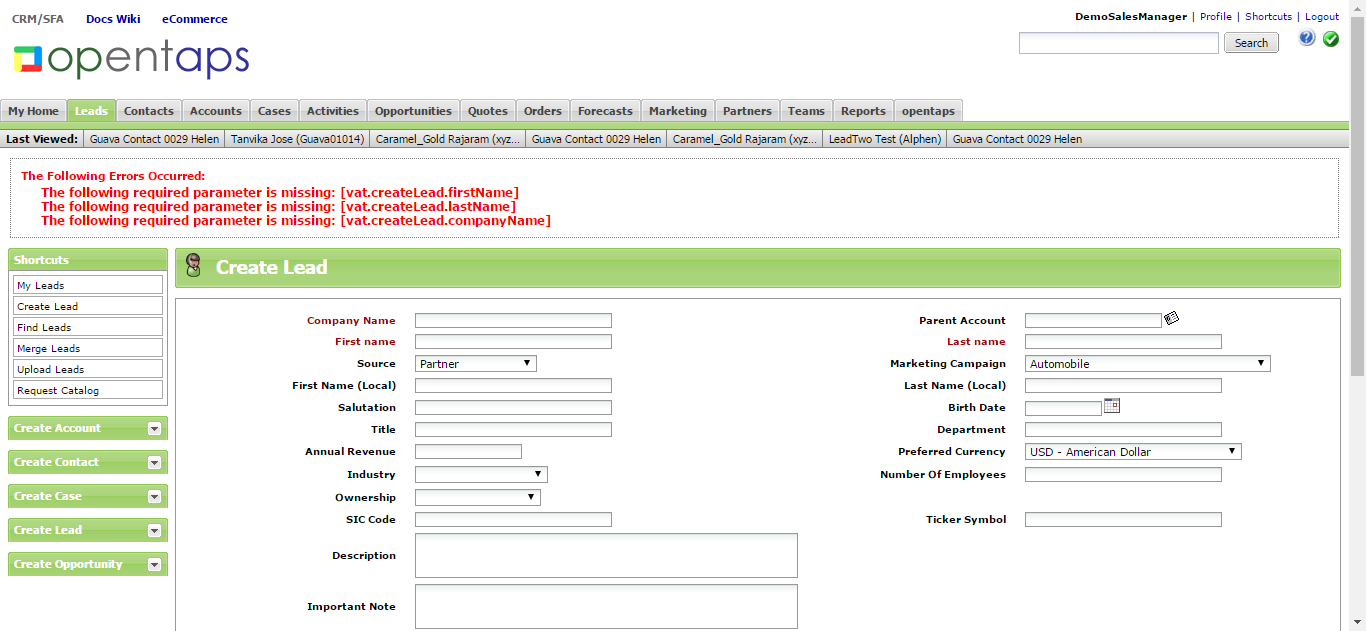 CRM/SFA Docs Wiki eCommerce
DemoSalesManager | Profile | Shortcuts | Logout
opentaps
Search
My Home Leads Contacts Accounts Cases Activities Opportunities Quotes Orders Forecasts Marketing Partners Teams Reports opentaps
Last Viewed: Guava Contact 0029 Helen Tanvika Jose (Guava01014) Caramel_Gold Rajaram (xyz... Guava Contact 0029 Helen Caramel_Gold Rajaram (xyz... LeadTwo Test (Alphen) Guava Contact 0029 Helen
The Following Errors Occurred:
The following required parameter is missing: [vat.createLead.firstName]
The following required parameter is missing: [vat.createLead.lastName]
The following required parameter is missing: [vat.createLead.companyName]
Shortcuts
My Leads
Create Lead
Find Leads
Merge Leads
Upload Leads
Request Catalog
Create Account
Create Contact
Create Case
Create Lead
Create Opportunity
Create Lead
Company Name Parent Account
First name Last name
Source Partner Marketing Campaign Automobile
First Name (Local) Last Name (Local)
Salutation Birth Date
Title Department
Annual Revenue Preferred Currency USD - American Dollar
Industry Number Of Employees
Ownership
SIC Code Ticker Symbol
Description
Important Note